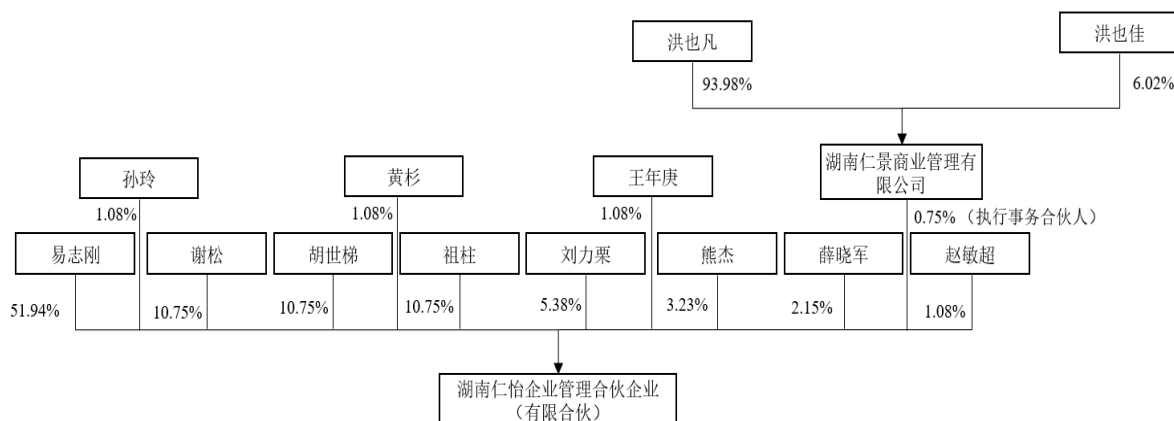 洪也凡
洪也佳
93.98%
6.02%
湖南仁景商业管理有
限公司
孙玲
黄杉
王年庚
1.08%
1.08%
1.08%
0.75%（执行事务合伙人）
易志刚
谢松
胡世梯
祖柱
刘力栗
熊杰
薛晓军
赵敏超
51.94%
10.75%
10.75%
10.75%
5.38%
3.23%
2.15%
1.08%
湖南仁怡企业管理合伙企业
（有限合伙）